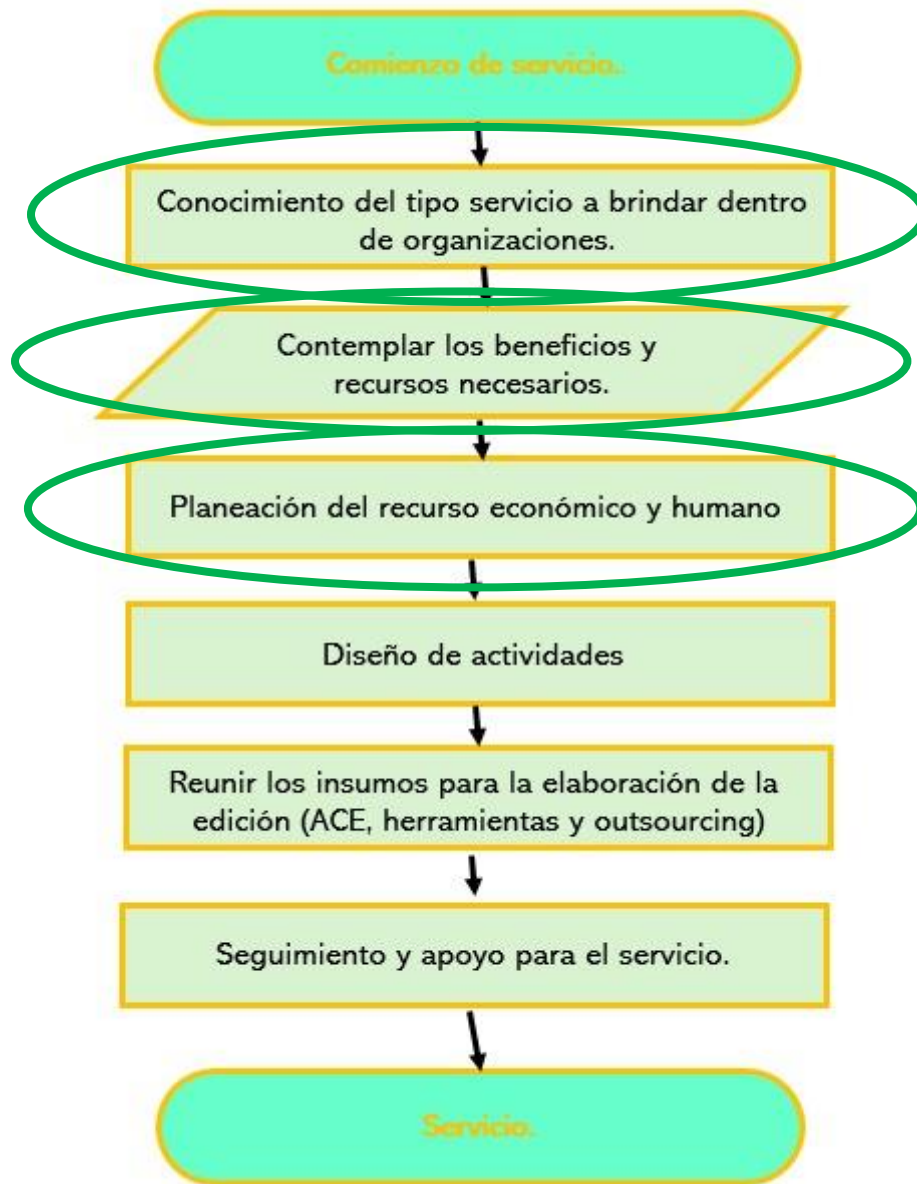 Comienzo de servicio.
Conocimiento del tipo servicio a brindar dentro
de organizaciones.
Contemplar los beneficios y
recursos necesarios.
Planeación del recurso económico y humano
Diseño de actividades
Reunir los insumos para la elaboración de la
edición (ACE, herramientas y outsourcing)
Seguimiento y apoyo para el servicio.
Servicio.